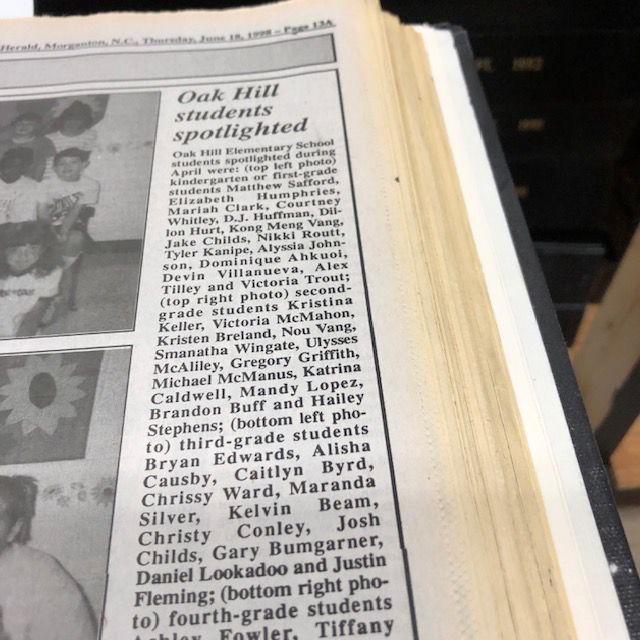 Herald, Morganton, N.C., Thursday, June 18, 1998 – Page 13A
Oak Hill
students
spotlighted
Oak Hill Elementary School
students spotlighted during
April were: (top left photo)
kindergarten or first-grade
students Matthew Safford,
Elizabeth Humphries,
Mariah Clark, Courtney
Whitley, D.J. Huffman, Dil-
lon Hurt, Kong Meng Vang,
Jake Childs, Nikki Routt,
Tyler Kanipe, Alyssia John-
son, Dominique Ahkuoi,
Devin Villanueva, Alex
Tilley and Victoria Trout;
(top right photo) second-
grade students Kristina
Keller, Victoria McMahon,
Kristen Breland, Nou Vang,
Smanatha Wingate, Ulysses
McAliley, Gregory Griffith,
Michael McManus, Katrina
Caldwell, Mandy Lopez,
Brandon Buff and Hailey
Stephens; (bottom left pho-
to) third-grade students
Bryan Edwards, Alisha
Causby, Caitlyn Byrd,
Chrissy Ward, Maranda
Silver, Kelvin Beam,
Christy Conley, Josh
Childs, Gary Bumgarner,
Daniel Lookadoo and Justin
Fleming; (bottom right pho-
to) fourth-grade students
Ashley Fowler, Tiffany